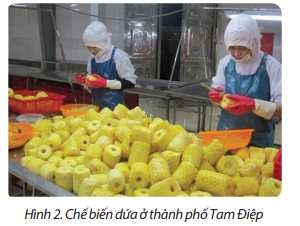 Hình 2. Chế biến dứa ở thành phố Tam Điệp